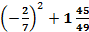 (−2/7)² + 1 45/49